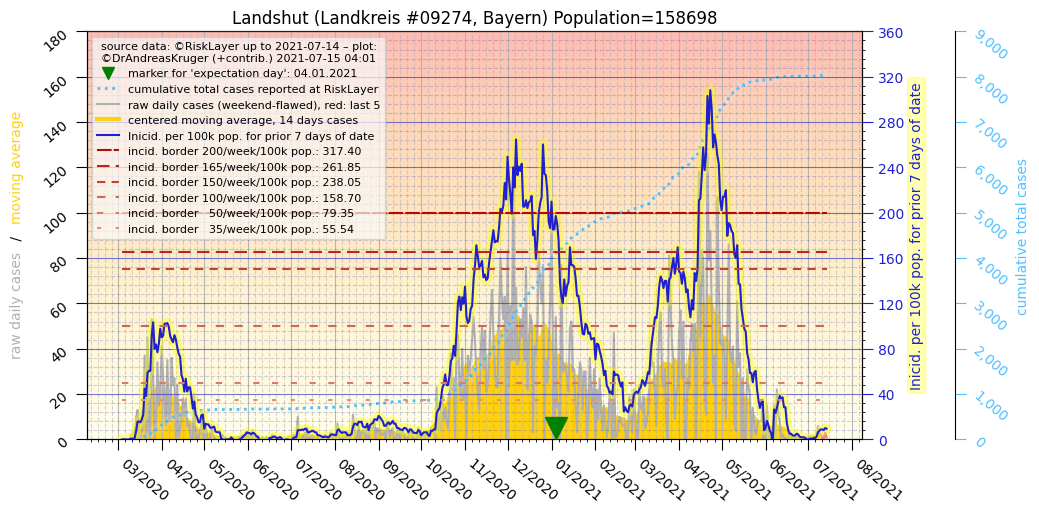 Landshut (Landkreis #09274, Bayern) Population=158698
source data: ©RiskLayer up to 2021-07-14 – plot:
©DrAndreasKruger (+contrib.) 2021-07-15 04:01
marker for 'expectation day': 04.01.2021
cumulative total cases reported at RiskLayer
raw daily cases (weekend-flawed), red: last 5
centered moving average, 14 days cases
Inicid. per 100k pop. for prior 7 days of date
incid. border 200/week/100k pop.: 317.40
incid. border 165/week/100k pop.: 261.85
incid. border 150/week/100k pop.: 238.05
incid. border 100/week/100k pop.: 158.70
incid. border   50/week/100k pop.: 79.35
incid. border   35/week/100k pop.: 55.54
raw daily cases / moving average
180
160
140
120
100
80
60
40
20
0
360
320
280
240
200
160
120
80
40
0
Inicid. per 100k pop. for prior 7 days of date
9,000
8,000
7,000
6,000
5,000
4,000
3,000
2,000
1,000
0
cumulative total cases
03/2020
04/2020
05/2020
06/2020
07/2020
08/2020
09/2020
10/2020
11/2020
12/2020
01/2021
02/2021
03/2021
04/2021
05/2021
06/2021
07/2021
08/2021